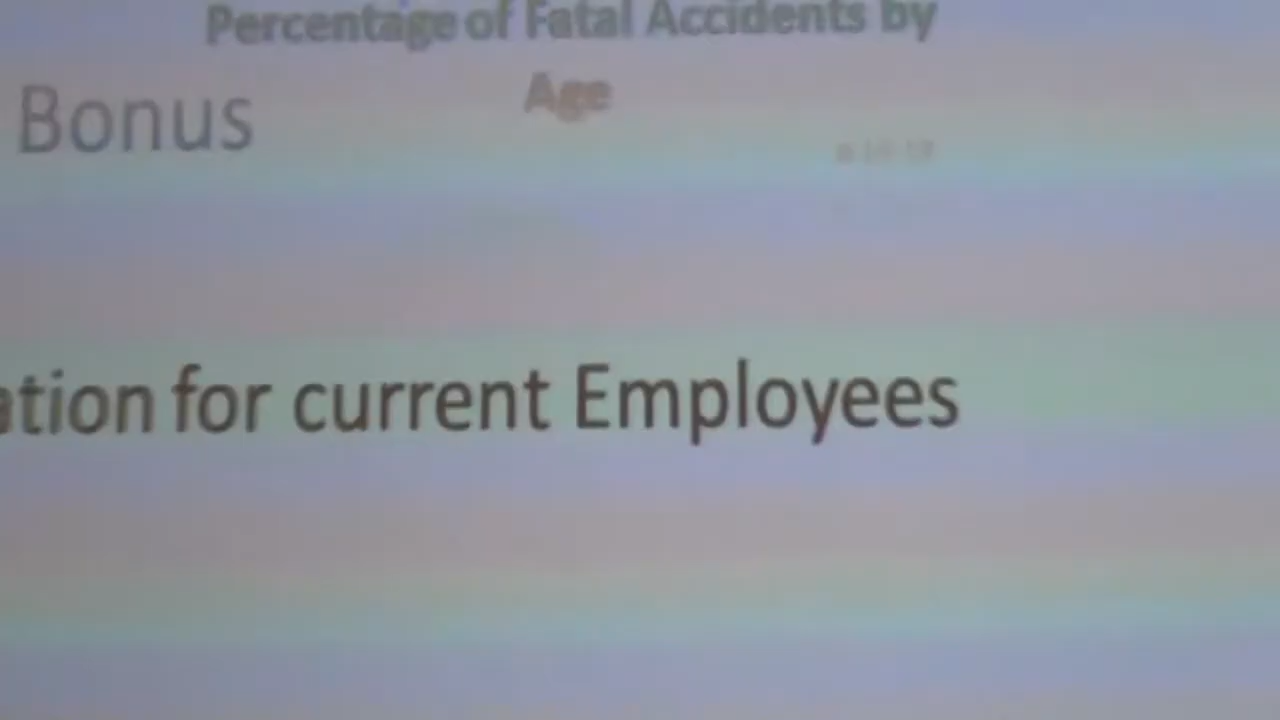 Percentage of Fatal Accidents by
Age
Bonus
ation for current Employees